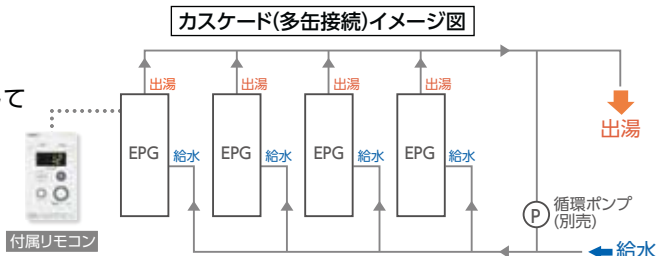 カスケード(多缶接続)イメージ図
て
出湯
出湯
出湯
出湯
出湯
EPG
給水
EPG
給水
EPG
給水
EPG
給水
P
循環ポンプ
(別売)
付属リモコン
給水